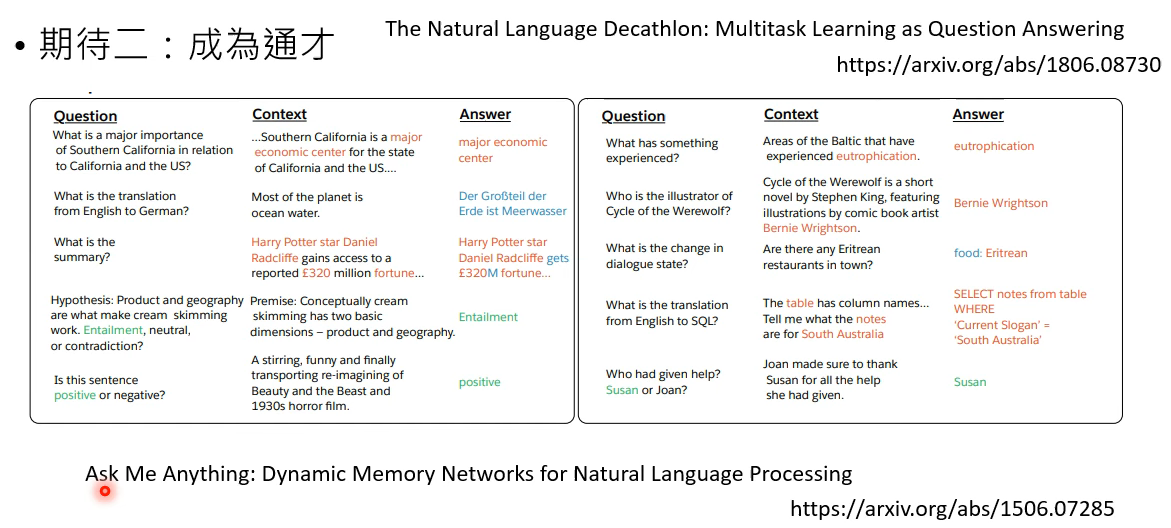 • 期待二：成為通才
The Natural Language Decathlon: Multitask Learning as Question Answering
https://arxiv.org/abs/1806.08730
Question
Context
Answer
What is a major importance
of Southern California in relation
to California and the US?
...Southern California is a major
economic center for the state
of California and the US....
major economic
center
What is the translation
from English to German?
Most of the planet is
ocean water.
Der Großteil der
Erde ist Meerwasser
What is the
summary?
Harry Potter star Daniel
Radcliffe gains access to a
reported £320 million fortune...
Harry Potter star
Daniel Radcliffe gets
£320M fortune...
Hypothesis: Product and geography
are what make cream skimming
work. Entailment, neutral,
or contradiction?
Premise: Conceptually cream
skimming has two basic
dimensions – product and geography.
Entailment
Is this sentence
positive or negative?
A stirring, funny and finally
transporting re-imagining of
Beauty and the Beast and
1930s horror film.
positive
Question
Context
Answer
What has something
experienced?
Areas of the Baltic that have
experienced eutrophication.
eutrophication
Who is the illustrator of
Cycle of the Werewolf?
Cycle of the Werewolf is a short
novel by Stephen King, featuring
illustrations by comic book artist
Bernie Wrightson.
Bernie Wrightson
What is the change in
dialogue state?
Are there any Eritrean
restaurants in town?
food: Eritrean
What is the translation
from English to SQL?
The table has column names...
Tell me what the notes
are for South Australia
SELECT notes from table
WHERE
‘Current Slogan’ =
‘South Australia’
Who had given help?
Susan or Joan?
Joan made sure to thank
Susan for all the help
she had given.
Susan
Ask Me Anything: Dynamic Memory Networks for Natural Language Processing
https://arxiv.org/abs/1506.07285